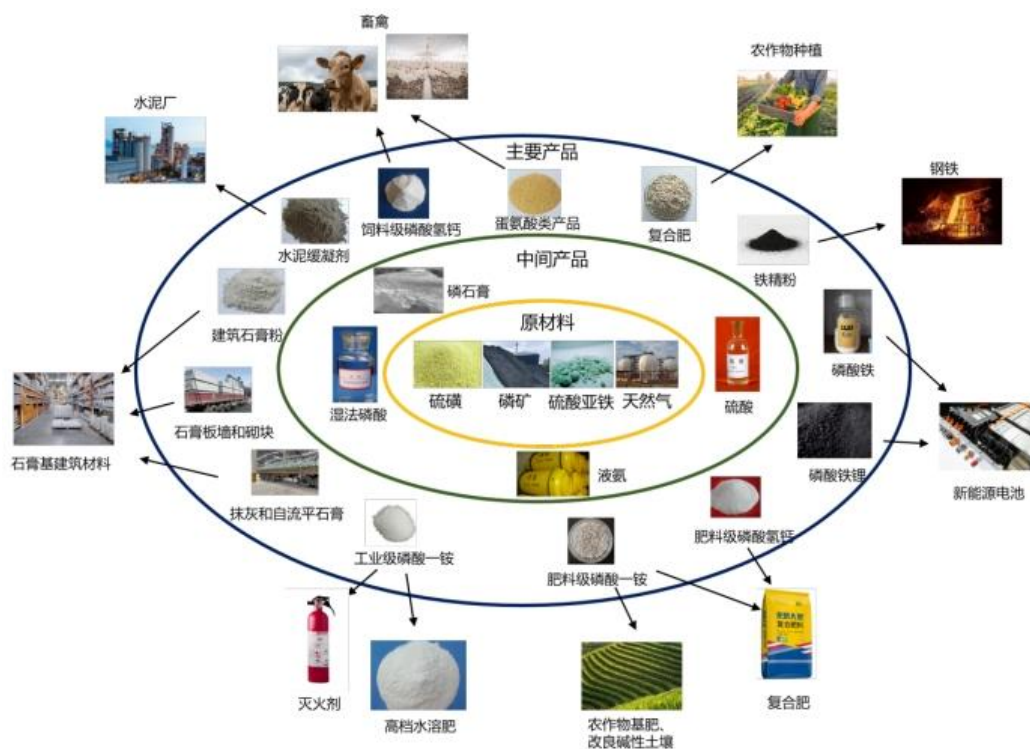 畜禽
农作物种植
水泥厂
主要产品
钢铁
饲料级磷酸氢钙
蛋氨酸类产品
复合肥
水泥缓凝剂
中间产品
铁精粉
磷石膏
建筑石膏粉
原材料
磷酸铁
硫磺
磷矿
硫酸亚铁
天然气
湿法磷酸
硫酸
石膏板墙和砌块
石膏基建筑材料
磷酸铁锂
液氨
新能源电池
抹灰和自流平石膏
肥料级磷酸氢钙
工业级磷酸一铵
肥料级磷酸一铵
灭火剂
高档水溶肥
农作物基肥、
改良碱性土壤
复合肥